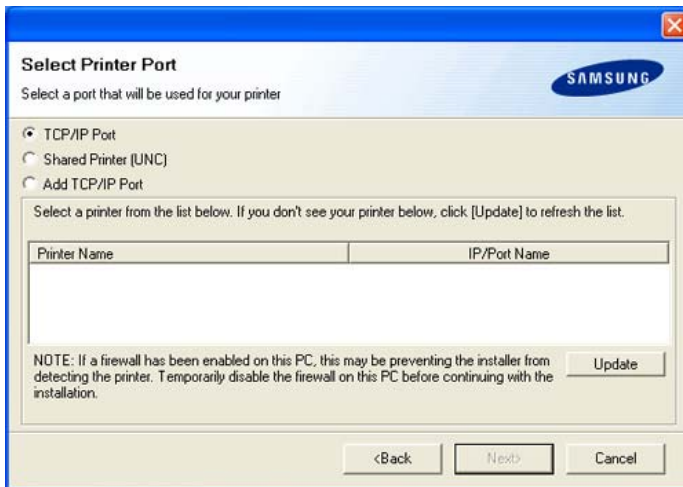 Select Printer Port
Select a port that will be used for your printer
SAMSUNG
TCP/IP Port
Shared Printer (UNC)
Add TCP/IP Port
Select a printer from the list below. If you don't see your printer below, click [Update] to refresh the list.
Printer Name
IP/Port Name
NOTE: If a firewall has been enabled on this PC, this may be preventing the installer from
detecting the printer. Temporarily disable the firewall on this PC before continuing with the
installation.
Update
<Back
Next>
Cancel